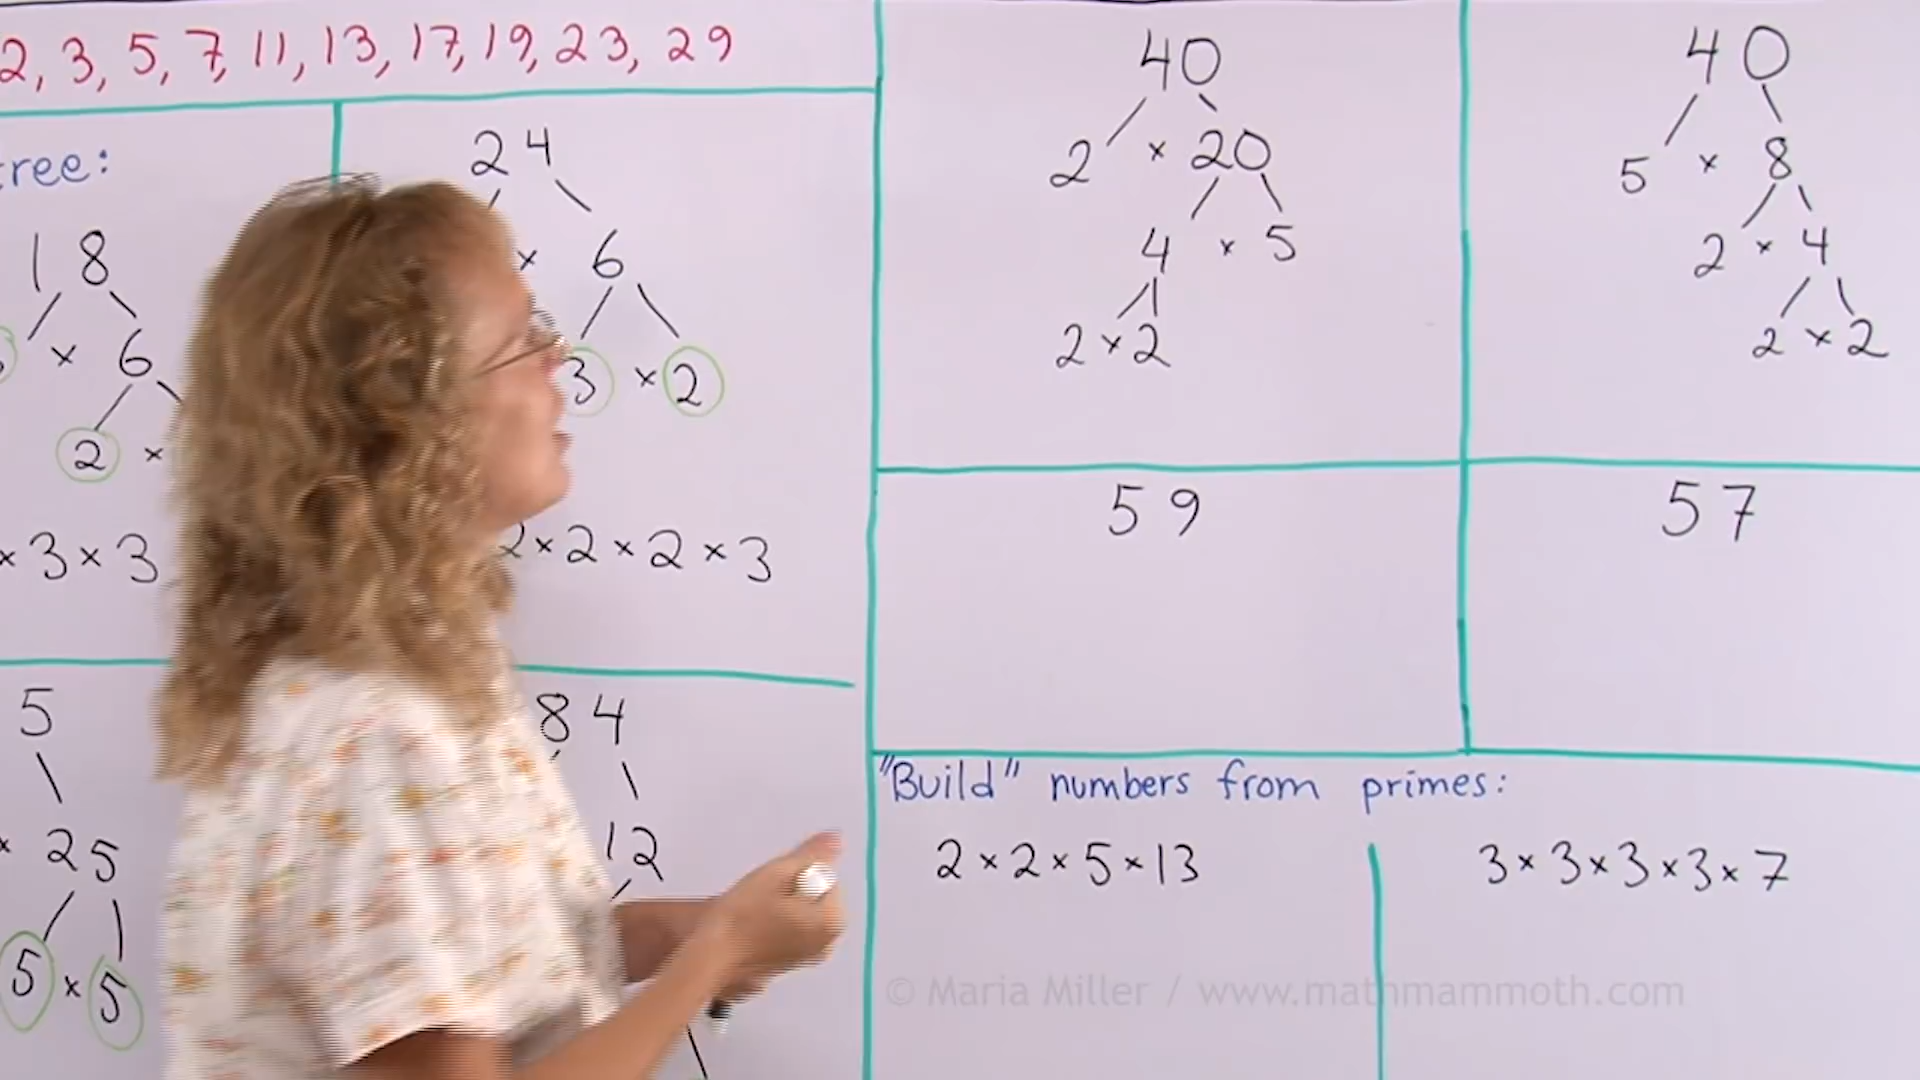 2, 3, 5, 7, 11, 13, 17, 19, 23, 29
tree:
18
× 6
2 ×
× 3 × 3
24
× 6
3 × 2
2 × 2 × 2 × 3
5
× 25
5 × 5
84
12
40
2 × 20
4 × 5
2 × 2
40
5 × 8
2 × 4
2 × 2
59
57
"Build" numbers from primes:
2 × 2 × 5 × 13
3 × 3 × 3 × 3 × 7
© Maria Miller / www.mathmammoth.com